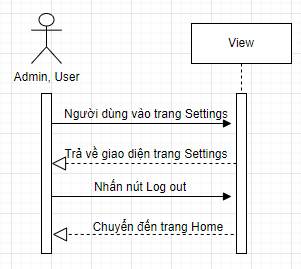 View
Admin, User
Người dùng vào trang Settings
Trả về giao diện trang Settings
Nhấn nút Log out
Chuyển đến trang Home